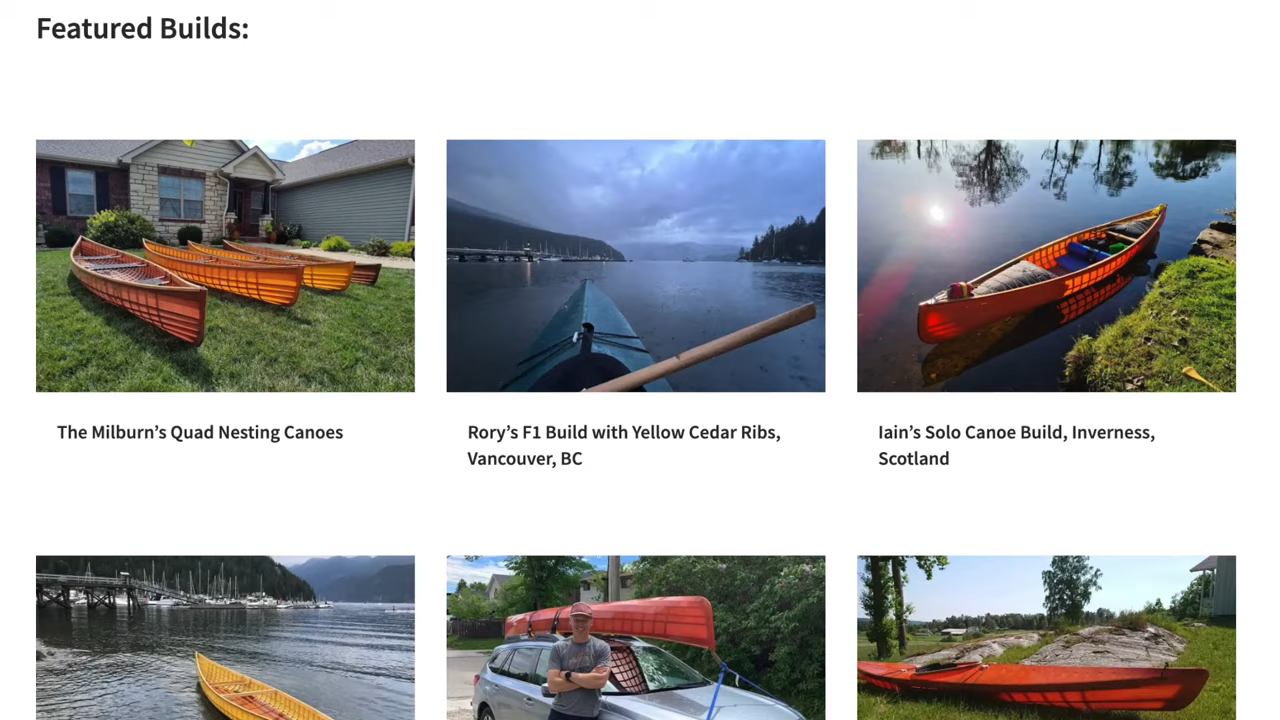 Featured Builds:
The Milburn’s Quad Nesting Canoes
Rory’s F1 Build with Yellow Cedar Ribs,
Vancouver, BC
Iain’s Solo Canoe Build, Inverness,
Scotland